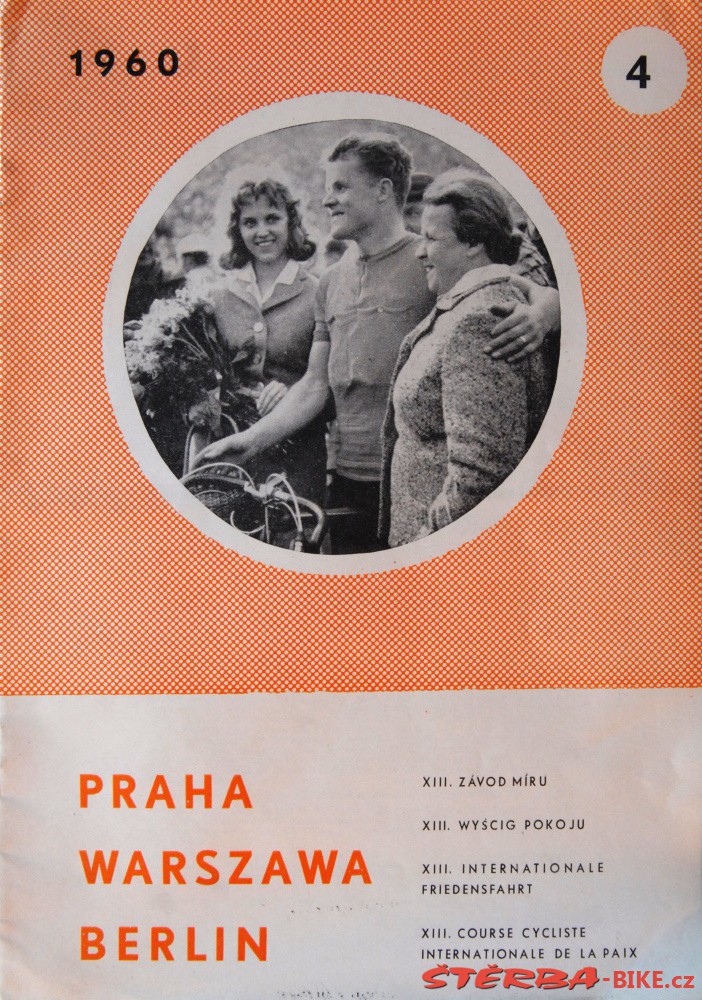 1960
4
PRAHA
WARSZAWA
BERLIN
XIII. ZÁVOD MÍRU
XIII. WYŚCIG POKOJU
XIII. INTERNATIONALE
FRIEDENSFAHRT
XIII. COURSE CYCLISTE
INTERNATIONALE DE LA PAIX
ŠTĚRBA-BIKE.cz